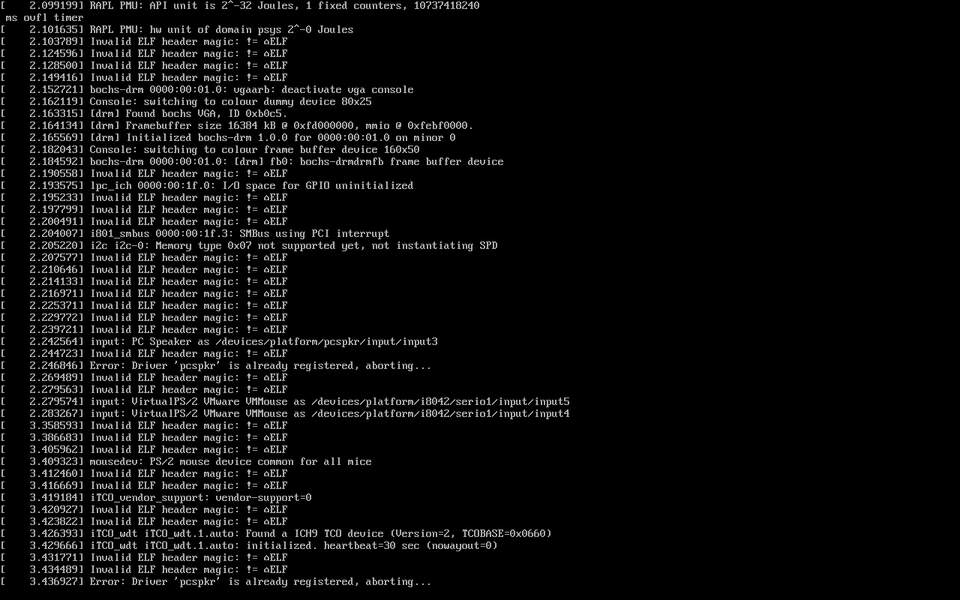 [    2.099199] RAPL PMU: API unit is 2^-32 Joules, 1 fixed counters, 10737418240
 ms ovfl timer
[    2.101635] RAPL PMU: hw unit of domain psys 2^-0 Joules
[    2.103789] Invalid ELF header magic: != ⌂ELF
[    2.124596] Invalid ELF header magic: != ⌂ELF
[    2.128500] Invalid ELF header magic: != ⌂ELF
[    2.149416] Invalid ELF header magic: != ⌂ELF
[    2.152721] bochs-drm 0000:00:01.0: vgaarb: deactivate vga console
[    2.162119] Console: switching to colour dummy device 80x25
[    2.163315] [drm] Found bochs VGA, ID 0xb0c5.
[    2.164134] [drm] Framebuffer size 16384 kB @ 0xfd000000, mmio @ 0xfebf0000.
[    2.165569] [drm] Initialized bochs-drm 1.0.0 for 0000:00:01.0 on minor 0
[    2.182043] Console: switching to colour frame buffer device 160x50
[    2.184592] bochs-drm 0000:00:01.0: [drm] fb0: bochs-drmdrmfb frame buffer device
[    2.190558] Invalid ELF header magic: != ⌂ELF
[    2.193575] lpc_ich 0000:00:1f.0: I/O space for GPIO uninitialized
[    2.195233] Invalid ELF header magic: != ⌂ELF
[    2.197799] Invalid ELF header magic: != ⌂ELF
[    2.200491] Invalid ELF header magic: != ⌂ELF
[    2.204007] i801_smbus 0000:00:1f.3: SMBus using PCI interrupt
[    2.205220] i2c i2c-0: Memory type 0x07 not supported yet, not instantiating SPD
[    2.207577] Invalid ELF header magic: != ⌂ELF
[    2.210646] Invalid ELF header magic: != ⌂ELF
[    2.214133] Invalid ELF header magic: != ⌂ELF
[    2.216971] Invalid ELF header magic: != ⌂ELF
[    2.225371] Invalid ELF header magic: != ⌂ELF
[    2.229772] Invalid ELF header magic: != ⌂ELF
[    2.239721] Invalid ELF header magic: != ⌂ELF
[    2.242564] input: PC Speaker as /devices/platform/pcspkr/input/input3
[    2.244723] Invalid ELF header magic: != ⌂ELF
[    2.246846] Error: Driver 'pcspkr' is already registered, aborting...
[    2.269489] Invalid ELF header magic: != ⌂ELF
[    2.279563] Invalid ELF header magic: != ⌂ELF
[    2.279574] input: VirtualPS/2 VMware VMMouse as /devices/platform/i8042/serio1/input/input5
[    2.283267] input: VirtualPS/2 VMware VMMouse as /devices/platform/i8042/serio1/input/input4
[    3.358593] Invalid ELF header magic: != ⌂ELF
[    3.386683] Invalid ELF header magic: != ⌂ELF
[    3.405962] Invalid ELF header magic: != ⌂ELF
[    3.409323] mousedev: PS/2 mouse device common for all mice
[    3.412460] Invalid ELF header magic: != ⌂ELF
[    3.416669] Invalid ELF header magic: != ⌂ELF
[    3.419184] iTCO_vendor_support: vendor-support=0
[    3.420927] Invalid ELF header magic: != ⌂ELF
[    3.423822] Invalid ELF header magic: != ⌂ELF
[    3.426393] iTCO_wdt iTCO_wdt.1.auto: Found a ICH9 TCO device (Version=2, TCOBASE=0x0660)
[    3.429666] iTCO_wdt iTCO_wdt.1.auto: initialized. heartbeat=30 sec (nowayout=0)
[    3.431771] Invalid ELF header magic: != ⌂ELF
[    3.434489] Invalid ELF header magic: != ⌂ELF
[    3.436927] Error: Driver 'pcspkr' is already registered, aborting...